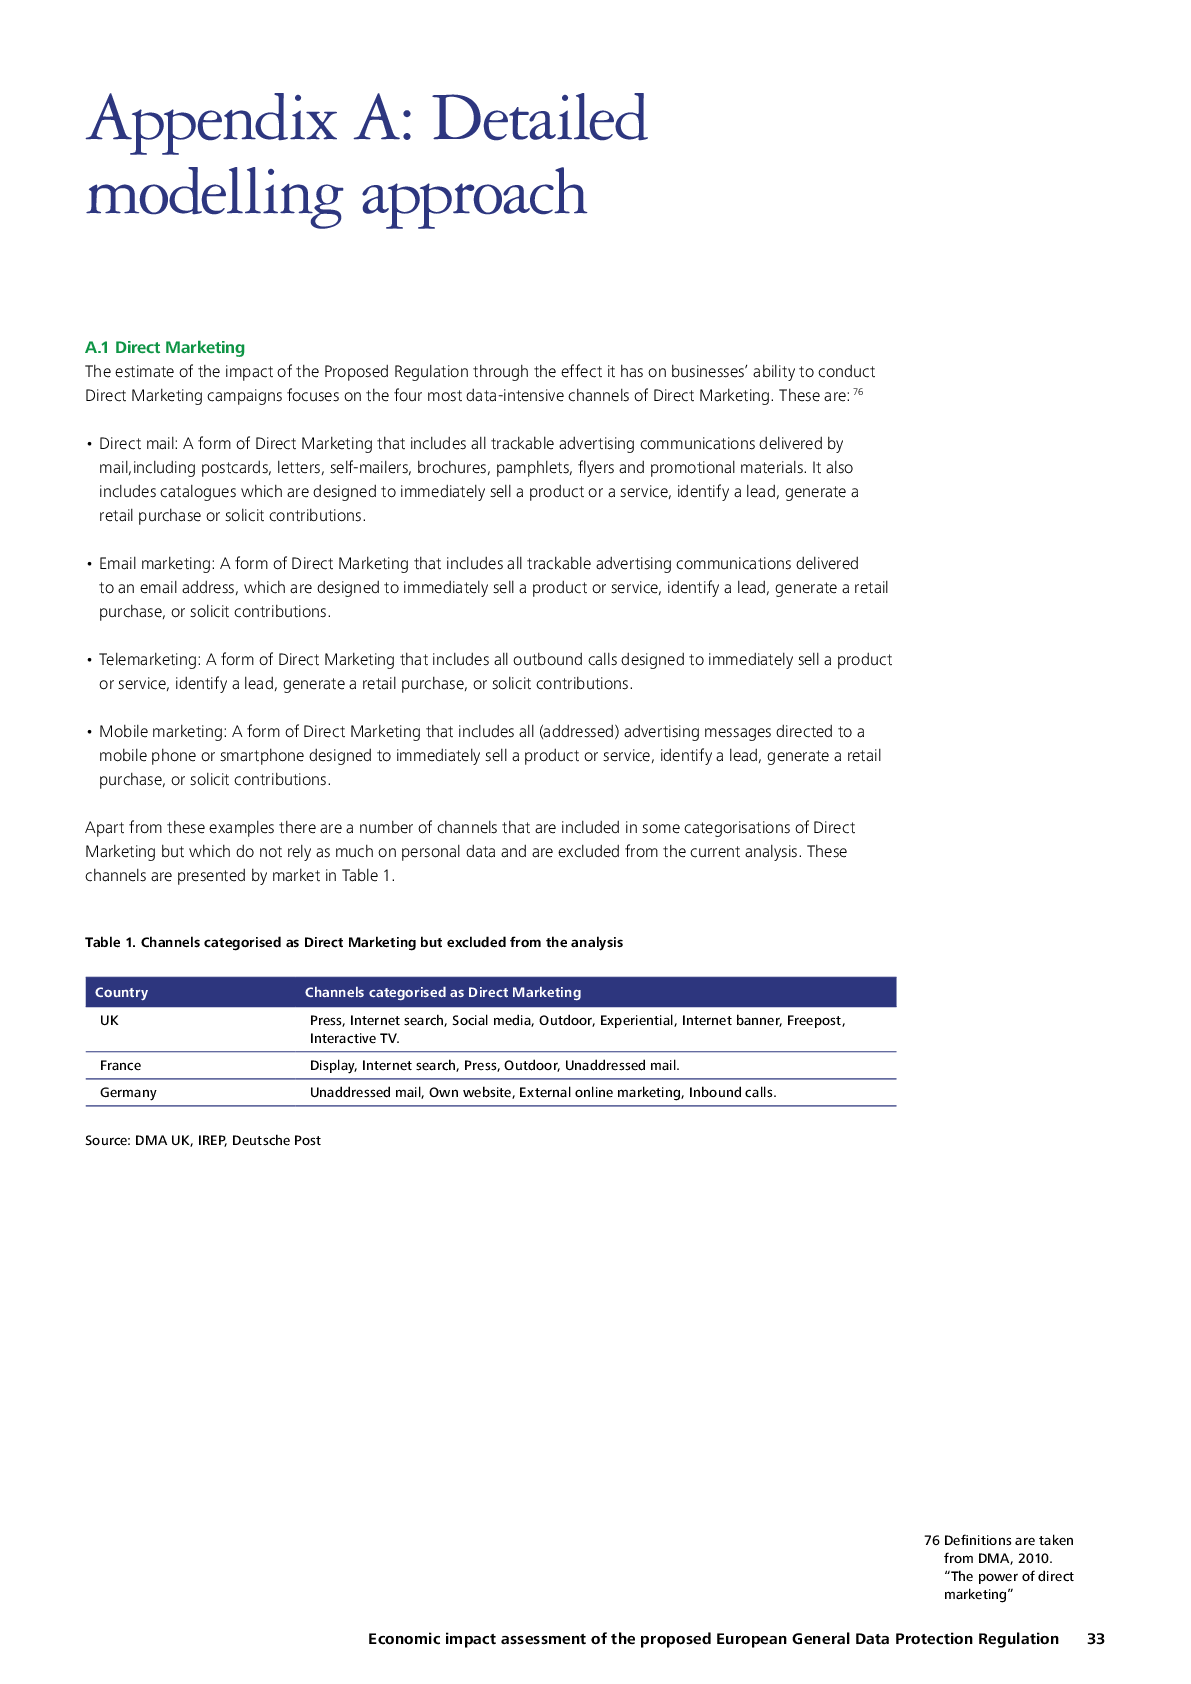 Appendix A: Detailed
modelling approach
A.1 Direct Marketing
The estimate of the impact of the Proposed Regulation through the effect it has on businesses’ ability to conduct
Direct Marketing campaigns focuses on the four most data-intensive channels of Direct Marketing. These are: 76
• Direct mail: A form of Direct Marketing that includes all trackable advertising communications delivered by
mail,including postcards, letters, self-mailers, brochures, pamphlets, flyers and promotional materials. It also
includes catalogues which are designed to immediately sell a product or a service, identify a lead, generate a
retail purchase or solicit contributions.
• Email marketing: A form of Direct Marketing that includes all trackable advertising communications delivered
to an email address, which are designed to immediately sell a product or service, identify a lead, generate a retail
purchase, or solicit contributions.
• Telemarketing: A form of Direct Marketing that includes all outbound calls designed to immediately sell a product
or service, identify a lead, generate a retail purchase, or solicit contributions.
• Mobile marketing: A form of Direct Marketing that includes all (addressed) advertising messages directed to a
mobile phone or smartphone designed to immediately sell a product or service, identify a lead, generate a retail
purchase, or solicit contributions.
Apart from these examples there are a number of channels that are included in some categorisations of Direct
Marketing but which do not rely as much on personal data and are excluded from the current analysis. These
channels are presented by market in Table 1.
Table 1. Channels categorised as Direct Marketing but excluded from the analysis
Country Channels categorised as Direct Marketing
UK Press, Internet search, Social media, Outdoor, Experiential, Internet banner, Freepost,
Interactive TV.
France Display, Internet search, Press, Outdoor, Unaddressed mail.
Germany Unaddressed mail, Own website, External online marketing, Inbound calls.
Source: DMA UK, IREP, Deutsche Post
76 Definitions are taken
from DMA, 2010.
“The power of direct
marketing”
Economic impact assessment of the proposed European General Data Protection Regulation 33